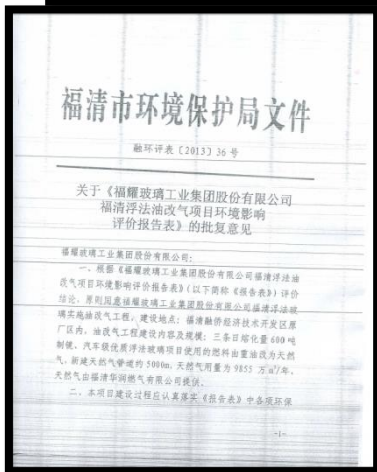 福清市环境保护局文件
融环评表〔2013〕36号
关于《福耀玻璃工业集团股份有限公司
福清浮法油改气项目环境影响
评价报告表》的批复意见
福耀玻璃工业集团股份有限公司:
一、根据《福耀玻璃工业集团股份有限公司福清浮法油
改气项目环境影响评价报告表》(以下简称《报告表》)评价
结论,原则同意福耀玻璃工业集团股份有限公司福清浮法玻
璃实施油改气工程。建设地点:福清融侨经济技术开发区原
厂区内。油改气工程建设内容及规模:三条日熔化量600吨
制镜、汽车级优质浮法玻璃项目使用的燃料由重油改为天然
气,新建天然气管道约5000m,天然气用量为9855万m³/年,
天然气由福清华润燃气有限公司提供。
二、本项目建设过程应认真落实《报告表》中各项环保
-1-